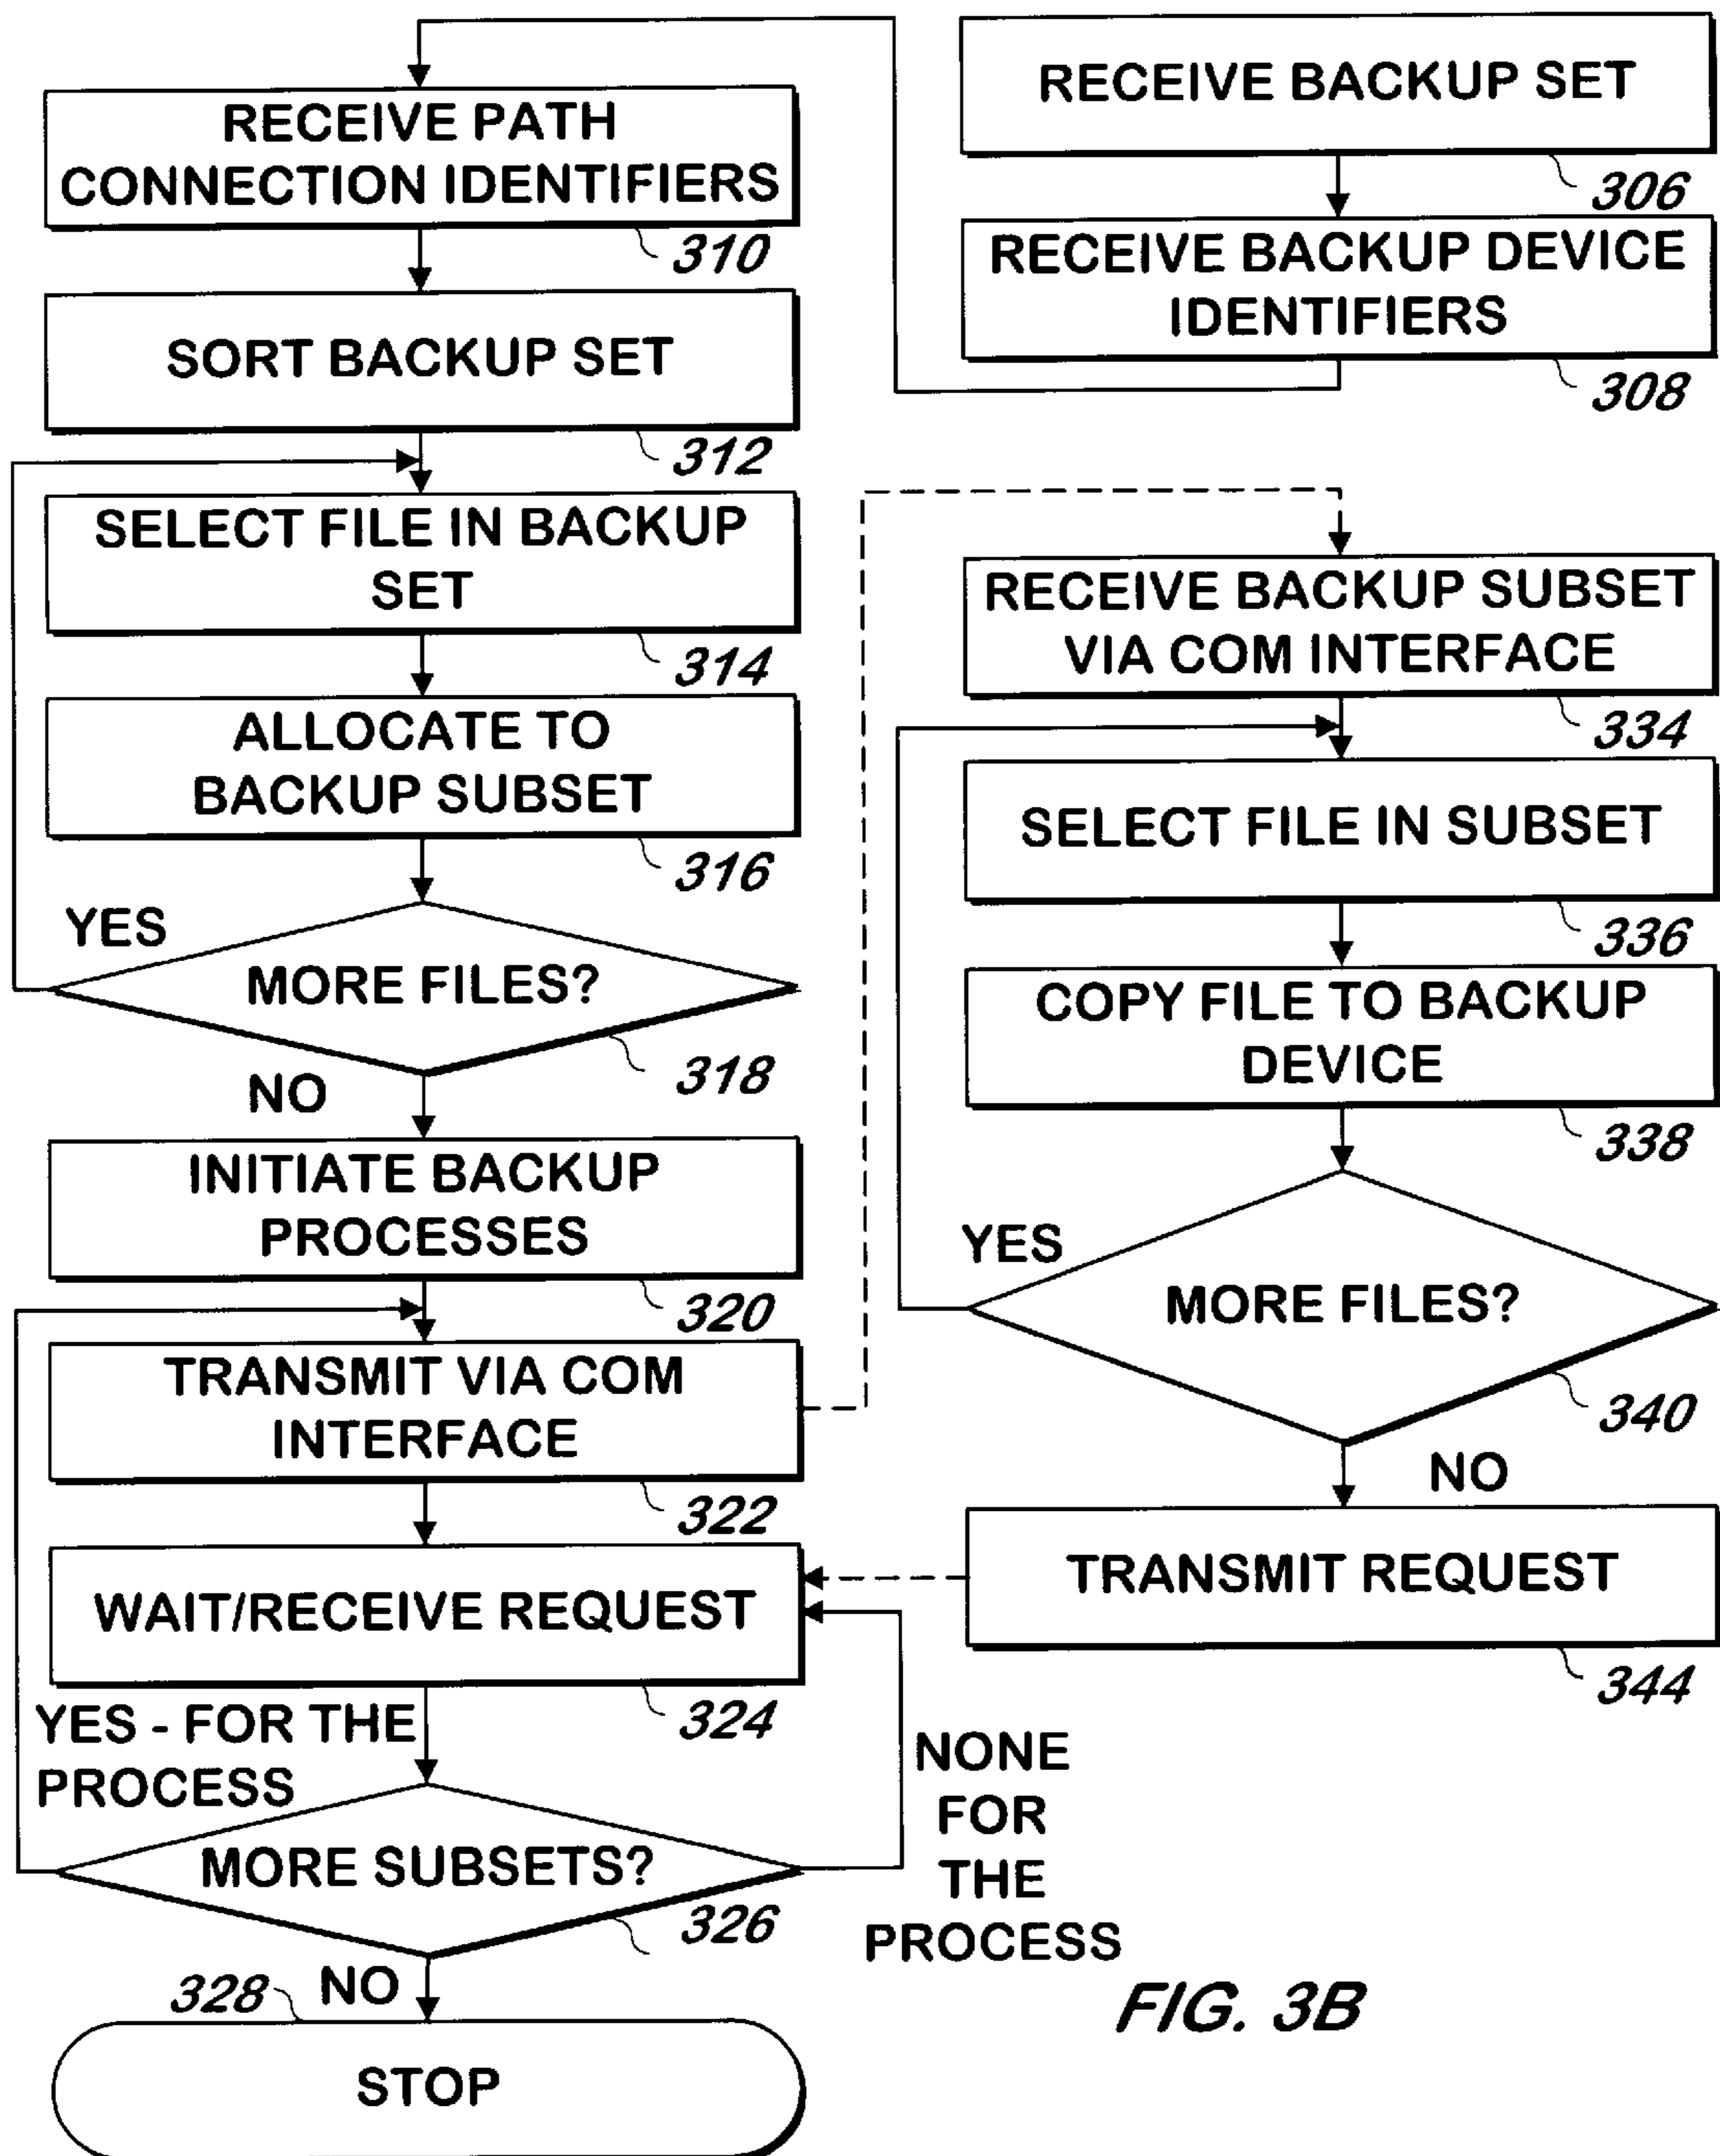 RECEIVE BACKUP SET
306
RECEIVE BACKUP DEVICE
IDENTIFIERS
308
RECEIVE PATH
CONNECTION IDENTIFIERS
310
SORT BACKUP SET
312
SELECT FILE IN BACKUP
SET
314
ALLOCATE TO
BACKUP SUBSET
316
YES
MORE FILES?
318
NO
INITIATE BACKUP
PROCESSES
320
TRANSMIT VIA COM
INTERFACE
322
WAIT/RECEIVE REQUEST
324
YES - FOR THE
PROCESS
MORE SUBSETS?
326
NONE
FOR
THE
PROCESS
NO
328
STOP
RECEIVE BACKUP SUBSET
VIA COM INTERFACE
334
SELECT FILE IN SUBSET
336
COPY FILE TO BACKUP
DEVICE
338
YES
MORE FILES?
340
NO
TRANSMIT REQUEST
344
FIG. 3B